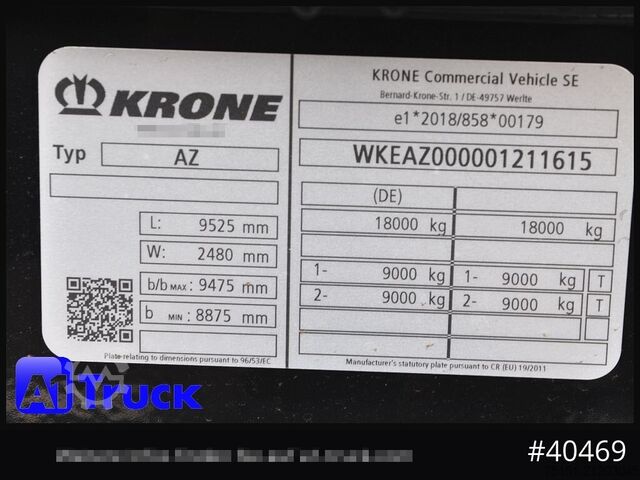 KRONE
Typ AZ
L: 9525 mm
W: 2480 mm
b/b MAX: 9475 mm
b MIN: 8875 mm
Plate relating to dimensions pursuant to 96/53/EC
KRONE Commercial Vehicle SE
Bernard-Krone-Str. 1 / DE-49757 Werlte
e1*2018/858*00179
WKEAZ000001211615
(DE)
18000 kg 18000 kg
1- 9000 kg 1- 9000 kg T
2- 9000 kg 2- 9000 kg T
Manufacturer's statutory plate pursuant to CR (EU) 19/2011
A1 Truck
#40469